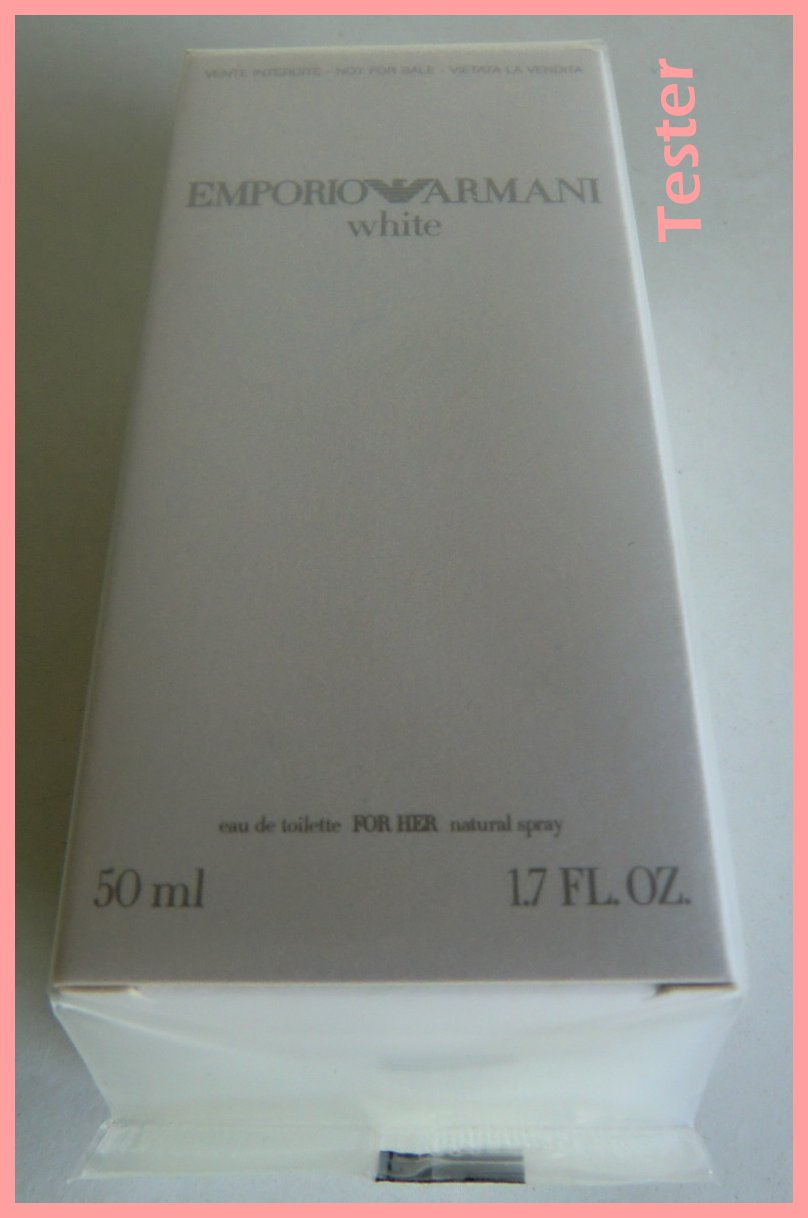 VENTE INTERDITE - NOT FOR SALE - VIETATA LA VENDITA
Tester
EMPORIO ARMANI
white
eau de toilette FOR HER natural spray
50 ml 1.7 FL. OZ.